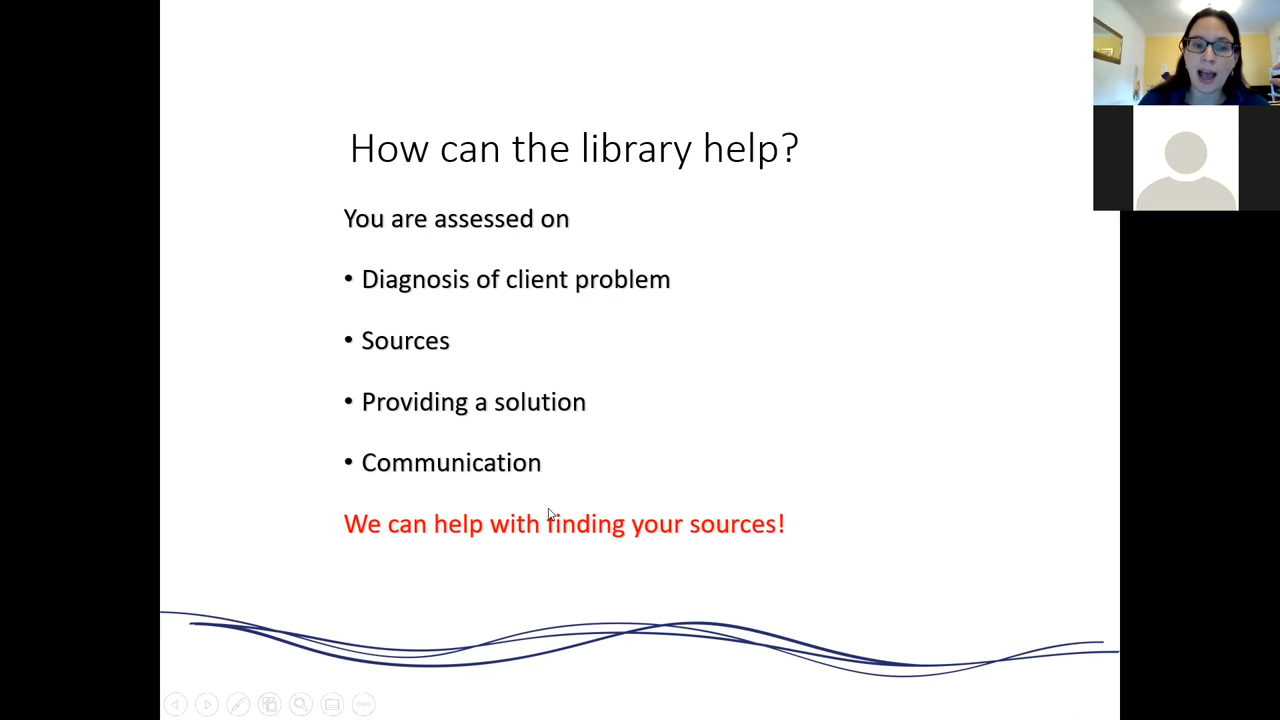 How can the library help?
You are assessed on
• Diagnosis of client problem
• Sources
• Providing a solution
• Communication
We can help with finding your sources!